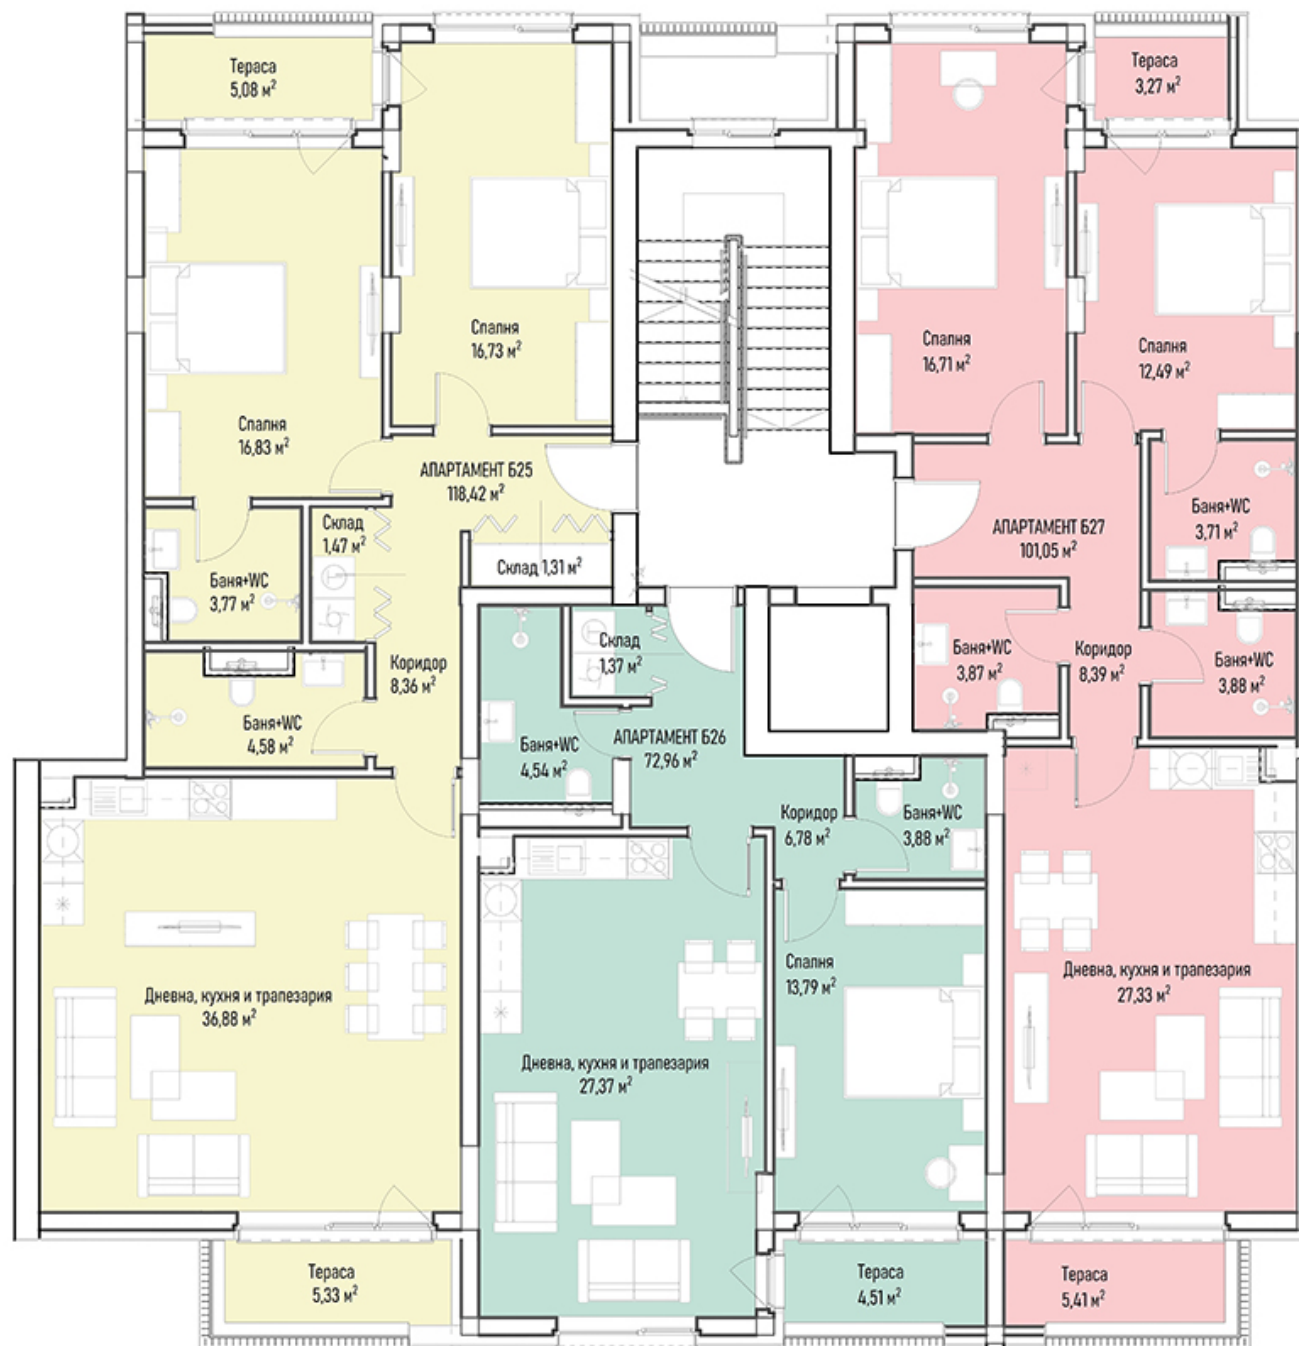 Тераса
5,08 м²
Спалня
16,73 м²
Спалня
16,83 м²
АПАРТАМЕНТ Б25
118,42 м²
Склад
1,47 м²
Склад 1,31 м²
Баня+WC
3,77 м²
Коридор
8,36 м²
Баня+WC
4,58 м²
Дневна, кухня и трапезария
36,88 м²
Тераса
5,33 м²
Склад
1,37 м²
Баня+WC
4,54 м²
АПАРТАМЕНТ Б26
72,96 м²
Коридор
6,78 м²
Баня+WC
3,88 м²
Спалня
13,79 м²
Дневна, кухня и трапезария
27,37 м²
Тераса
4,51 м²
Тераса
3,27 м²
Спалня
16,71 м²
Спалня
12,49 м²
АПАРТАМЕНТ Б27
101,05 м²
Баня+WC
3,71 м²
Баня+WC
3,87 м²
Коридор
8,39 м²
Баня+WC
3,88 м²
Дневна, кухня и трапезария
27,33 м²
Тераса
5,41 м²